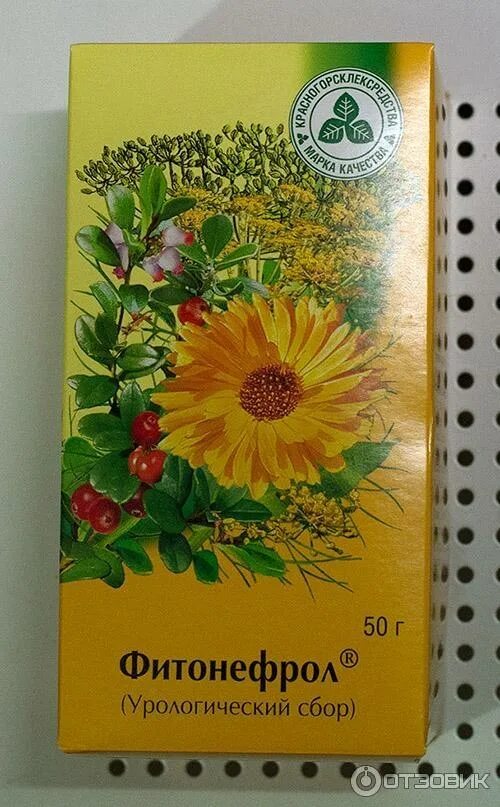 КРАСНОГОРСКЛЕКСРЕДСТВА
МАРКА КАЧЕСТВА
50 г
Фитонефрол®
(Урологический сбор)
ОТЗОВИК